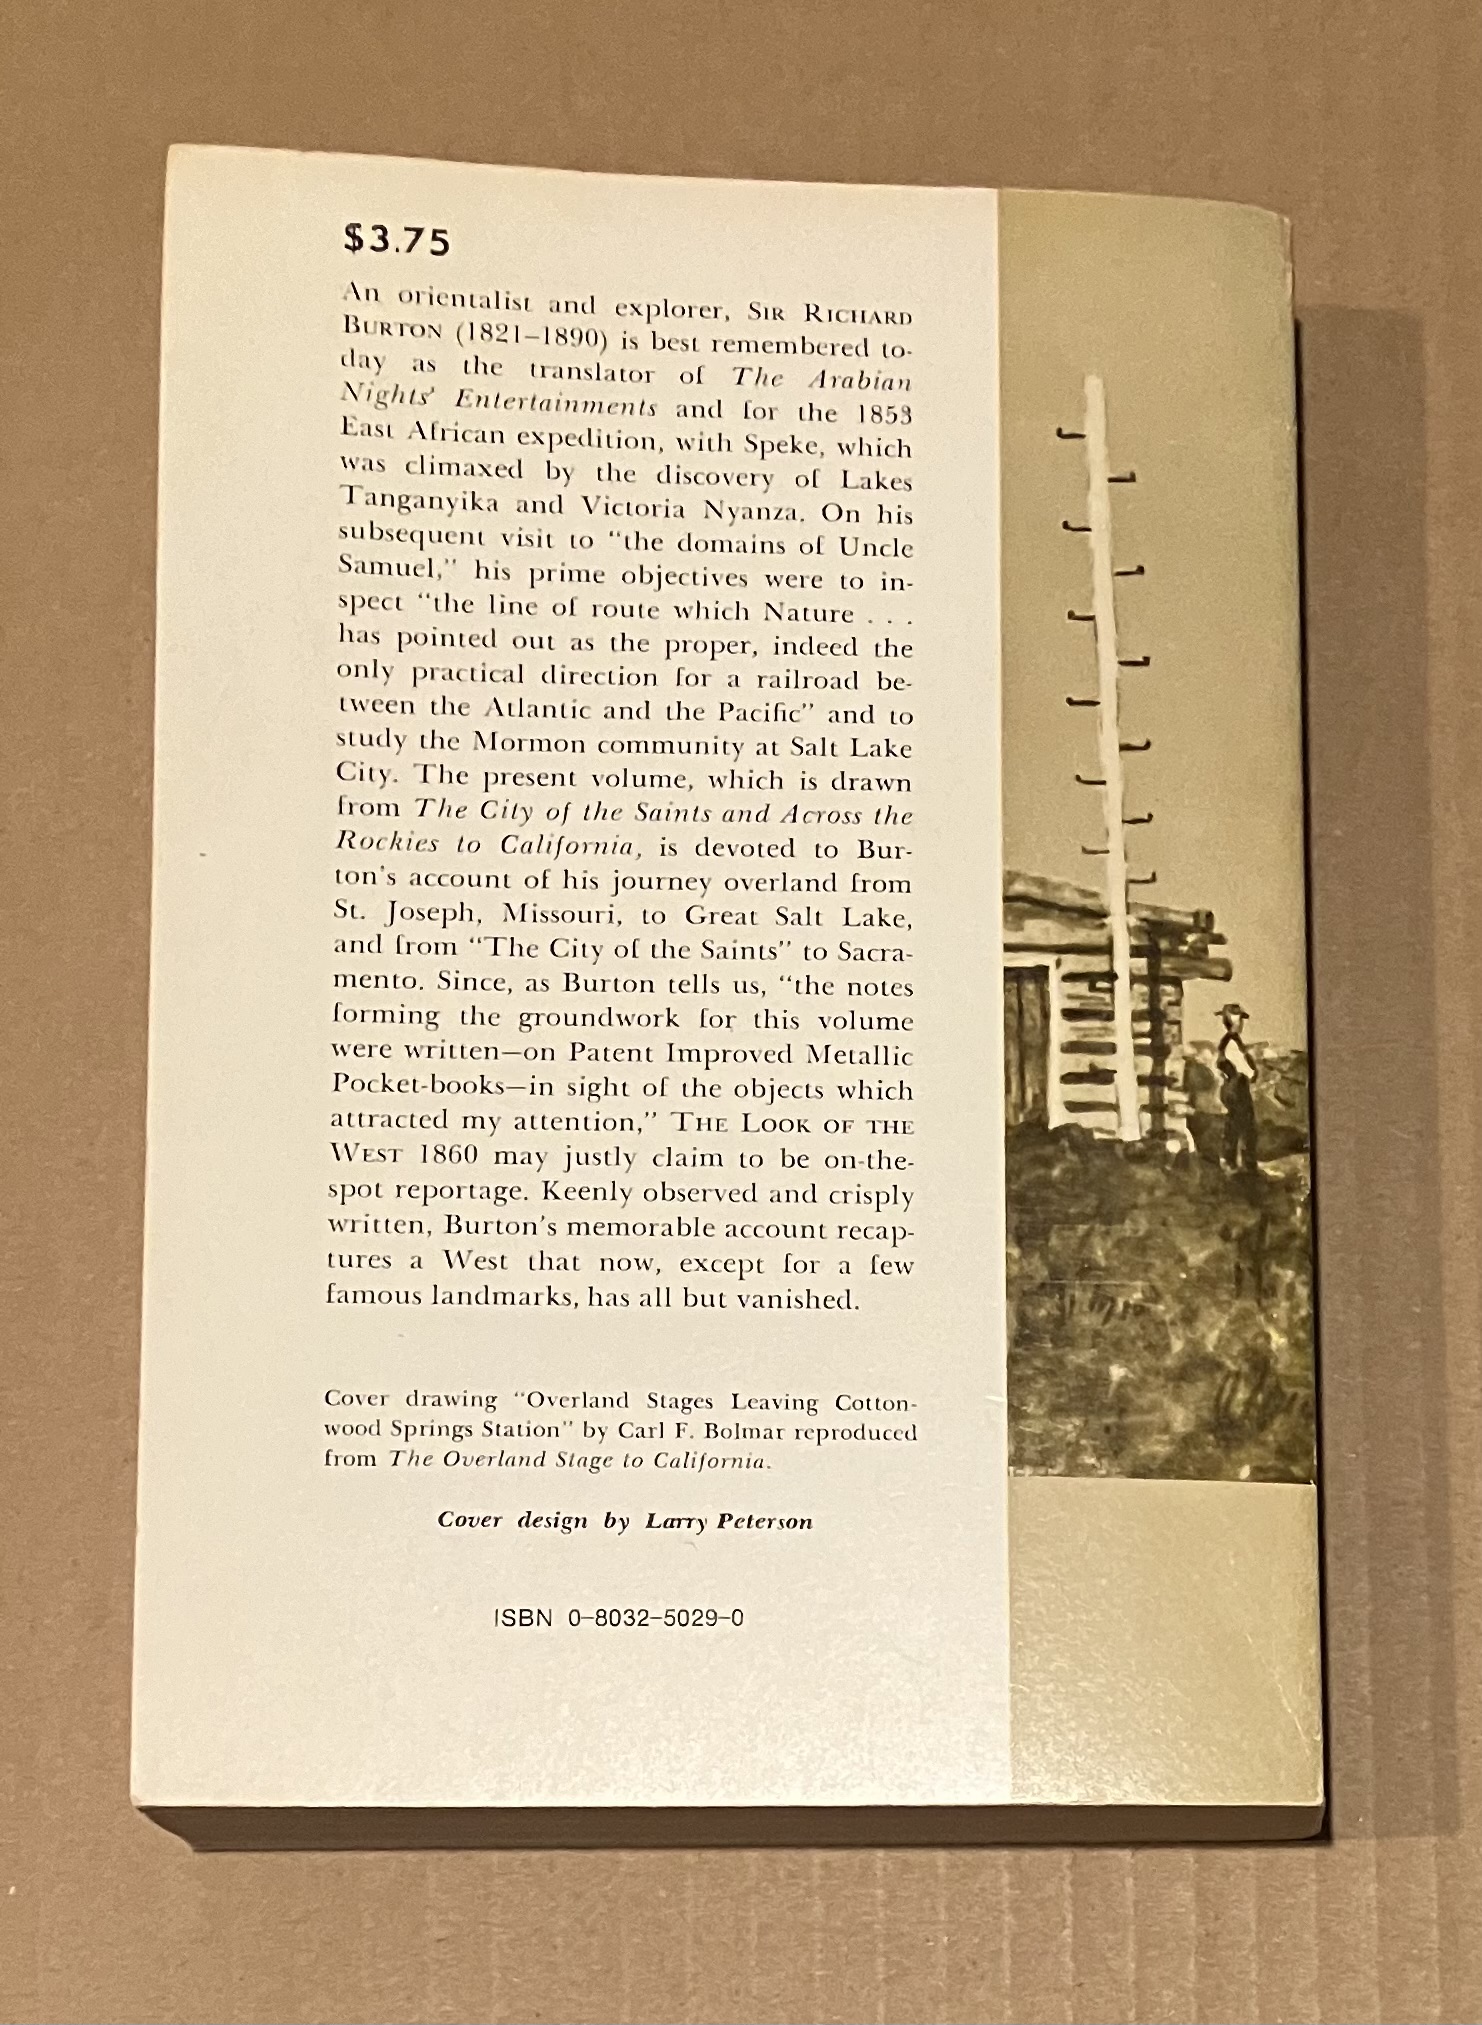 $3.75
An orientalist and explorer, SIR RICHARD
BURTON (1821–1890) is best remembered to-
day as the translator of The Arabian
Nights' Entertainments and for the 1853
East African expedition, with Speke, which
was climaxed by the discovery of Lakes
Tanganyika and Victoria Nyanza. On his
subsequent visit to “the domains of Uncle
Samuel,” his prime objectives were to in-
spect “the line of route which Nature . . .
has pointed out as the proper, indeed the
only practical direction for a railroad be-
tween the Atlantic and the Pacific” and to
study the Mormon community at Salt Lake
City. The present volume, which is drawn
from The City of the Saints and Across the
Rockies to California, is devoted to Bur-
ton's account of his journey overland from
St. Joseph, Missouri, to Great Salt Lake,
and from “The City of the Saints” to Sacra-
mento. Since, as Burton tells us, “the notes
forming the groundwork for this volume
were written—on Patent Improved Metallic
Pocket-books—in sight of the objects which
attracted my attention,” THE LOOK OF THE
WEST 1860 may justly claim to be on-the-
spot reportage. Keenly observed and crisply
written, Burton's memorable account recap-
tures a West that now, except for a few
famous landmarks, has all but vanished.
Cover drawing “Overland Stages Leaving Cotton-
wood Springs Station” by Carl F. Bolmar reproduced
from The Overland Stage to California.
Cover design by Larry Peterson
ISBN 0–8032–5029–0